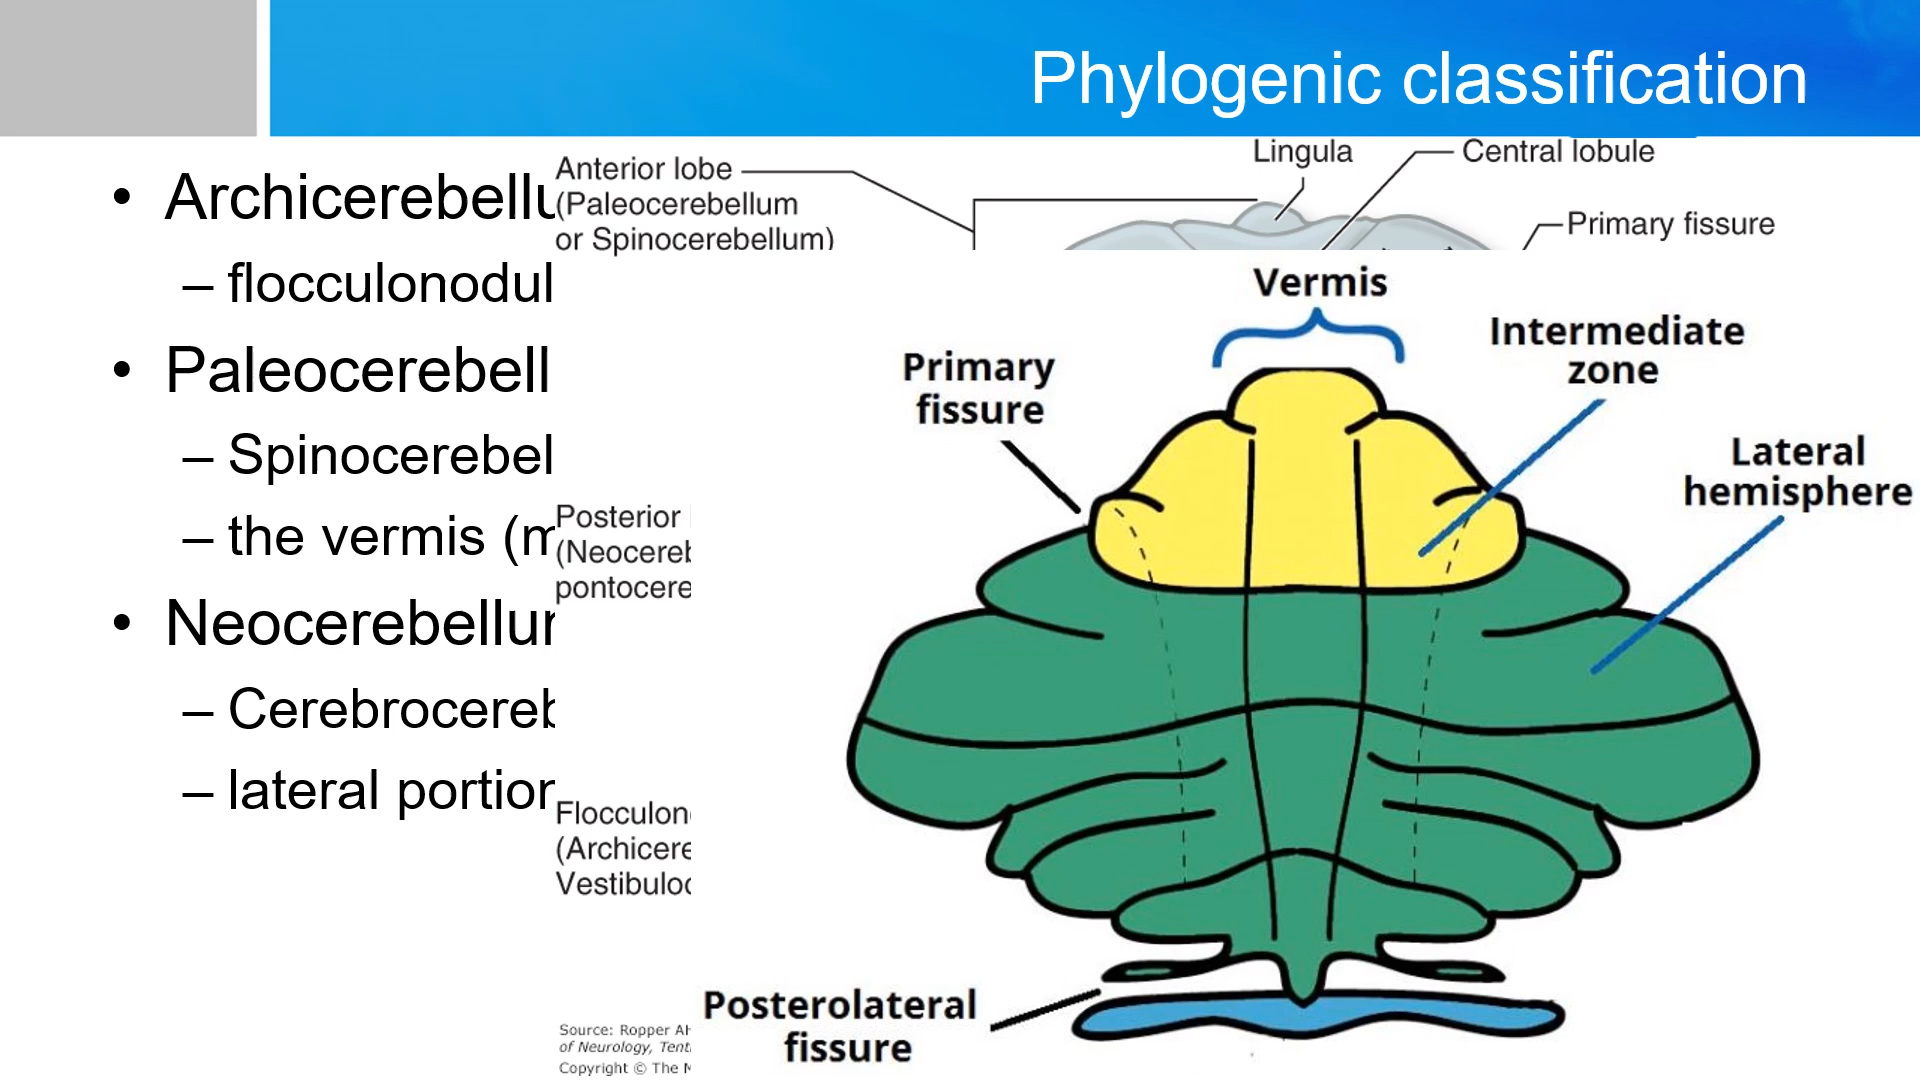 Phylogenic classification
• Archicerebellu
– flocculonodul
• Paleocerebell
– Spinocerebel
– the vermis (m
• Neocerebellur
– Cerebrocereb
– lateral portior
Anterior lobe
(Paleocerebellum
or Spinocerebellum)
Lingula
Central lobule
Primary fissure
Vermis
Intermediate
zone
Primary
fissure
Lateral
hemisphere
Posterior
(Neocereb
pontocere
Flocculon
(Archicere
Vestibuloc
Posterolateral
fissure
Source: Ropper AH
of Neurology, Tent
Copyright © The M